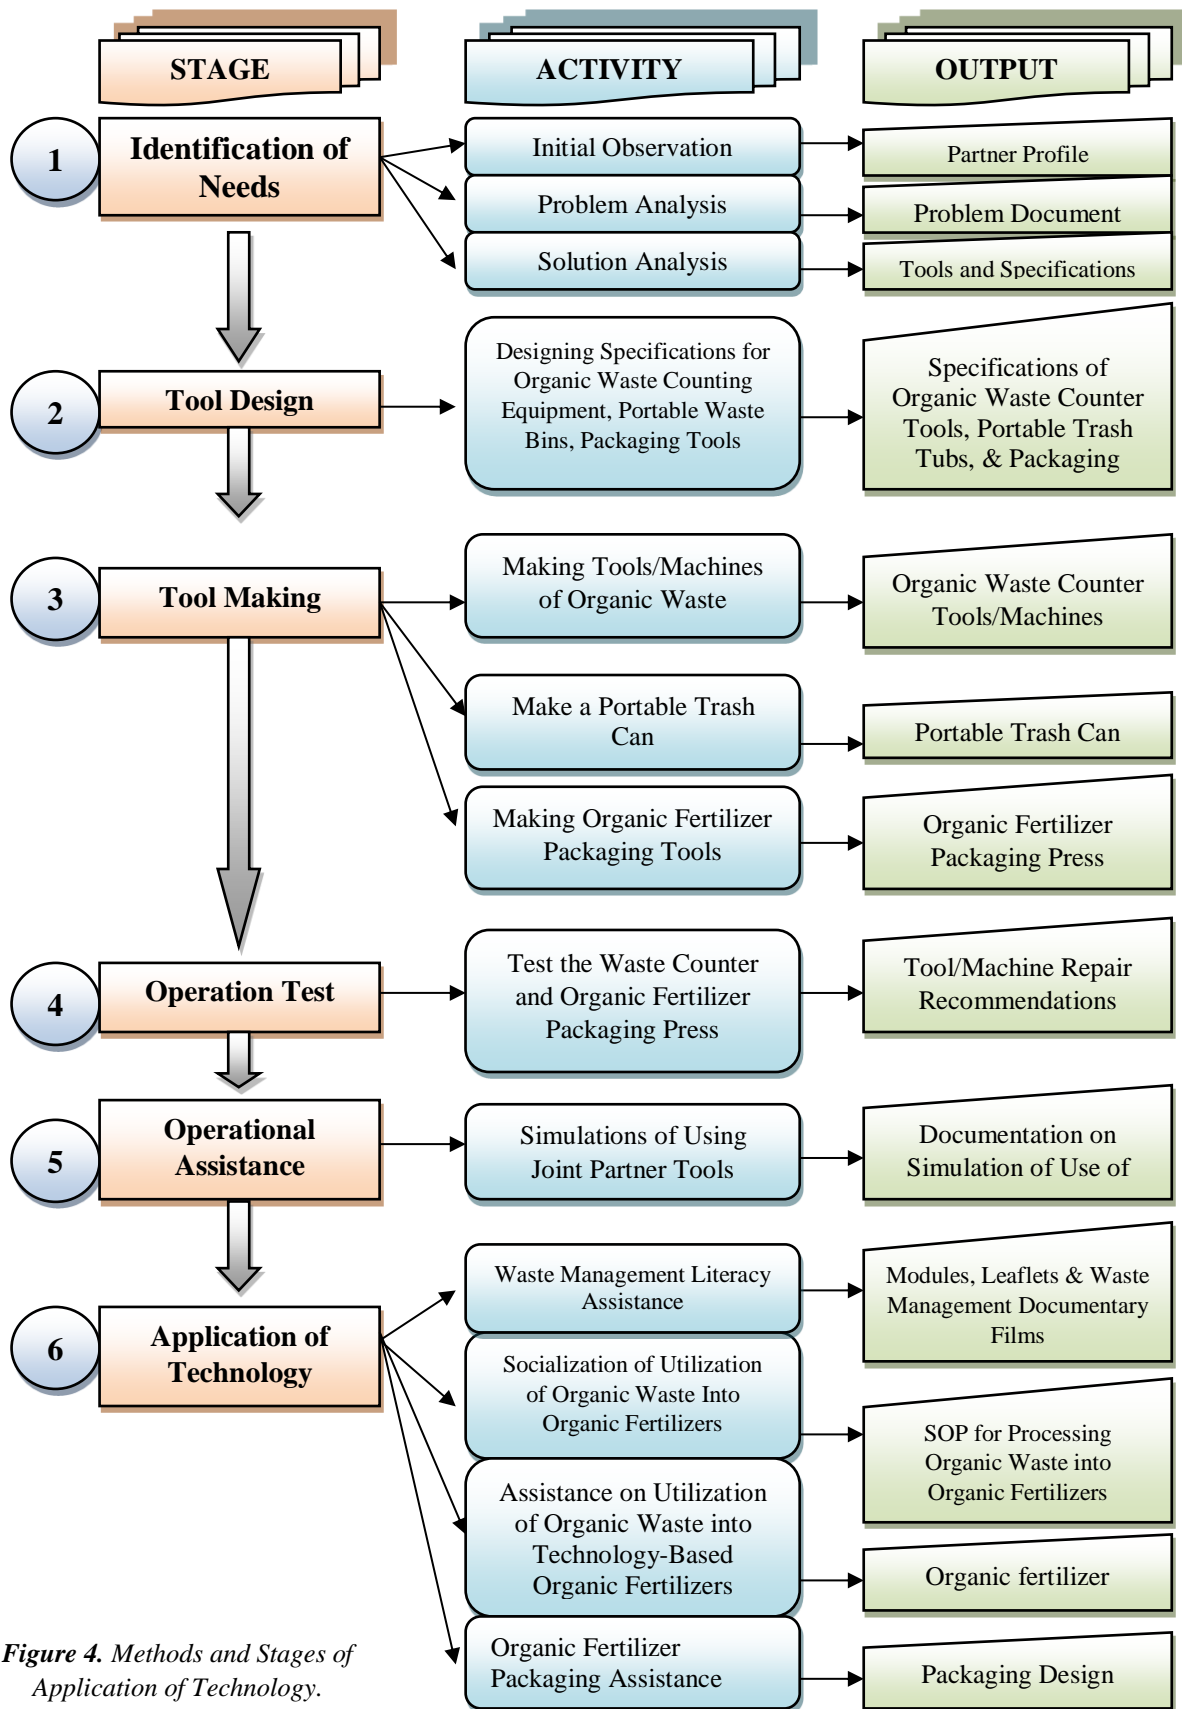 STAGE
ACTIVITY
OUTPUT
1
Identification of
Needs
Initial Observation
Partner Profile
Problem Analysis
Problem Document
Solution Analysis
Tools and Specifications
2
Tool Design
Designing Specifications for
Organic Waste Counting
Equipment, Portable Waste
Bins, Packaging Tools
Specifications of
Organic Waste Counter
Tools, Portable Trash
Tubs, & Packaging
3
Tool Making
Making Tools/Machines
of Organic Waste
Organic Waste Counter
Tools/Machines
Make a Portable Trash
Can
Portable Trash Can
Making Organic Fertilizer
Packaging Tools
Organic Fertilizer
Packaging Press
4
Operation Test
Test the Waste Counter
and Organic Fertilizer
Packaging Press
Tool/Machine Repair
Recommendations
5
Operational
Assistance
Simulations of Using
Joint Partner Tools
Documentation on
Simulation of Use of
6
Application of
Technology
Waste Management Literacy
Assistance
Modules, Leaflets & Waste
Management Documentary
Films
Socialization of Utilization
of Organic Waste Into
Organic Fertilizers
SOP for Processing
Organic Waste into
Organic Fertilizers
Assistance on Utilization
of Organic Waste into
Technology-Based
Organic Fertilizers
Organic fertilizer
Organic Fertilizer
Packaging Assistance
Packaging Design
Figure 4. Methods and Stages of
Application of Technology.